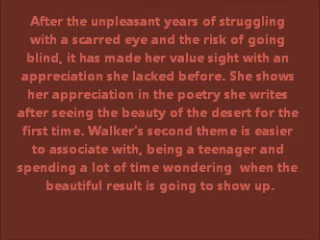 After the unpleasant years of struggling
with a scarred eye and the risk of going
blind, it has made her value sight with an
appreciation she lacked before. She shows
her appreciation in the poetry she writes
after seeing the beauty of the desert for the
first time. Walker's second theme is easier
to associate with, being a teenager and
spending a lot of time wondering when the
beautiful result is going to show up.